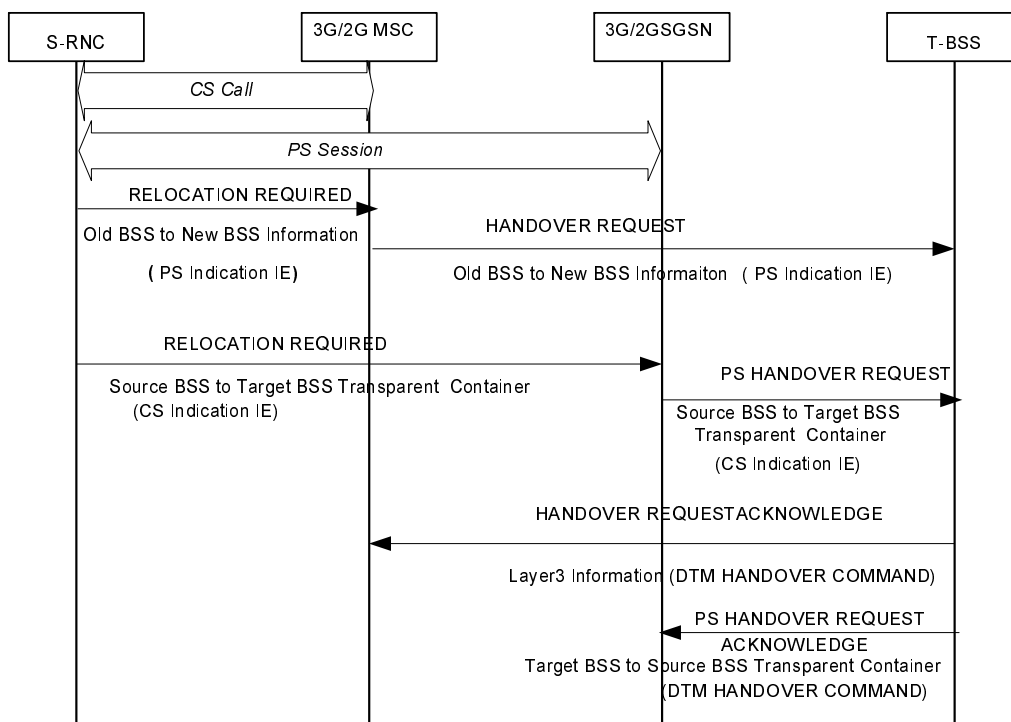 S-RNC
3G/2G MSC
3G/2GSGSN
T-BSS
CS Call
PS Session
RELOCATION REQUIRED
Old BSS to New BSS Information
( PS Indication IE)
HANDOVER REQUEST
Old BSS to New BSS Informaiton ( PS Indication IE)
RELOCATION REQUIRED
Source BSS to Target BSS Transparent Container
(CS Indication IE)
PS HANDOVER REQUEST
Source BSS to Target BSS
Transparent Container
(CS Indication IE)
HANDOVER REQUESTACKNOWLEDGE
Layer3 Information (DTM HANDOVER COMMAND)
PS HANDOVER REQUEST
ACKNOWLEDGE
Target BSS to Source BSS Transparent Container
(DTM HANDOVER COMMAND)